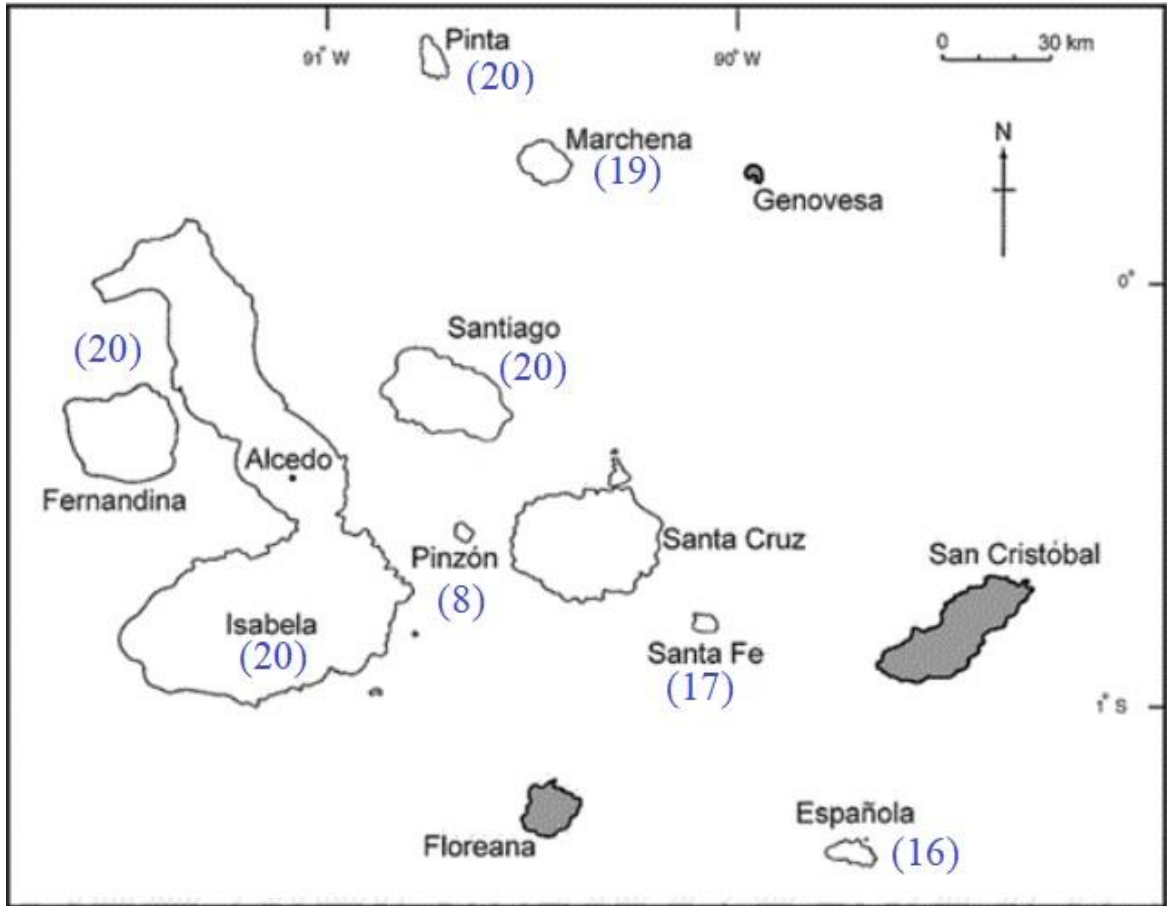 Pinta
(20)
91° W
90° W
0 30 km
Marchena
(19)
N
Genovesa
0°
Santiago
(20)
(20)
Alcedo
Fernandina
Pinzón
(8)
Santa Cruz
San Cristóbal
Isabela
(20)
Santa Fe
(17)
1° S
Floreana
Española
(16)